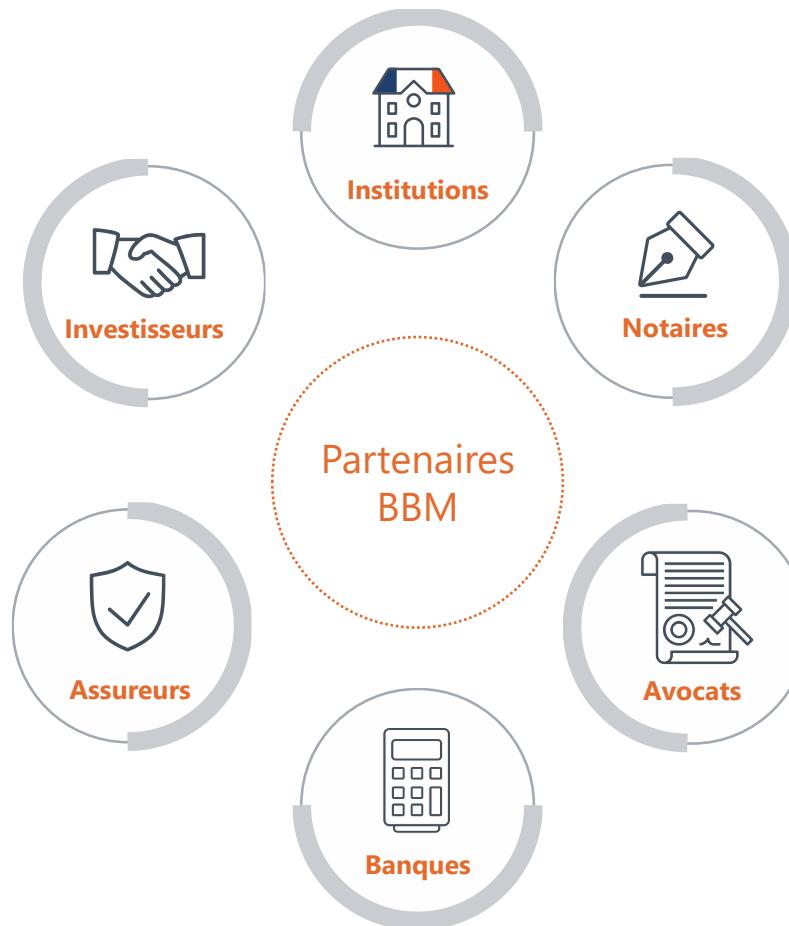 Institutions
Investisseurs
Notaires
Partenaires
BBM
Assureurs
Avocats
Banques